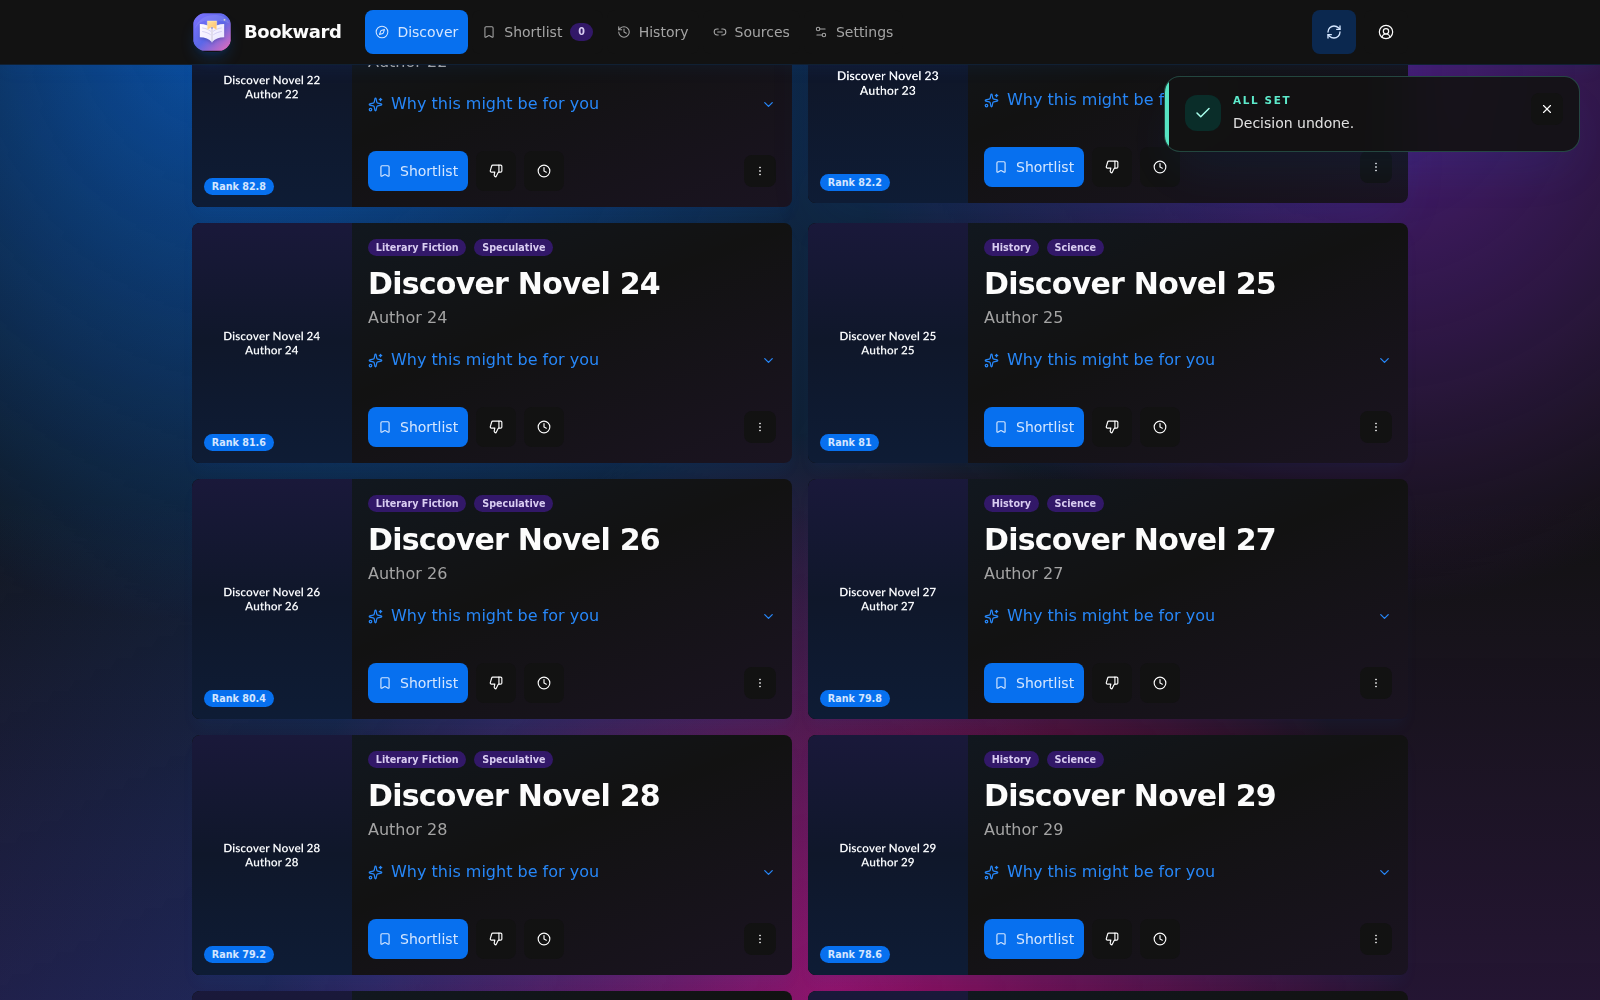 Bookward
Discover
Shortlist 0
History
Sources
Settings
ALL SET
Decision undone.
Discover Novel 22
Author 22
Rank 82.8
Why this might be for you
Shortlist
Discover Novel 23
Author 23
Rank 82.2
Why this might be f
Shortlist
Discover Novel 24
Author 24
Rank 81.6
Literary Fiction Speculative
Discover Novel 24
Author 24
Why this might be for you
Shortlist
Discover Novel 25
Author 25
Rank 81
History Science
Discover Novel 25
Author 25
Why this might be for you
Shortlist
Discover Novel 26
Author 26
Rank 80.4
Literary Fiction Speculative
Discover Novel 26
Author 26
Why this might be for you
Shortlist
Discover Novel 27
Author 27
Rank 79.8
History Science
Discover Novel 27
Author 27
Why this might be for you
Shortlist
Discover Novel 28
Author 28
Rank 79.2
Literary Fiction Speculative
Discover Novel 28
Author 28
Why this might be for you
Shortlist
Discover Novel 29
Author 29
Rank 78.6
History Science
Discover Novel 29
Author 29
Why this might be for you
Shortlist